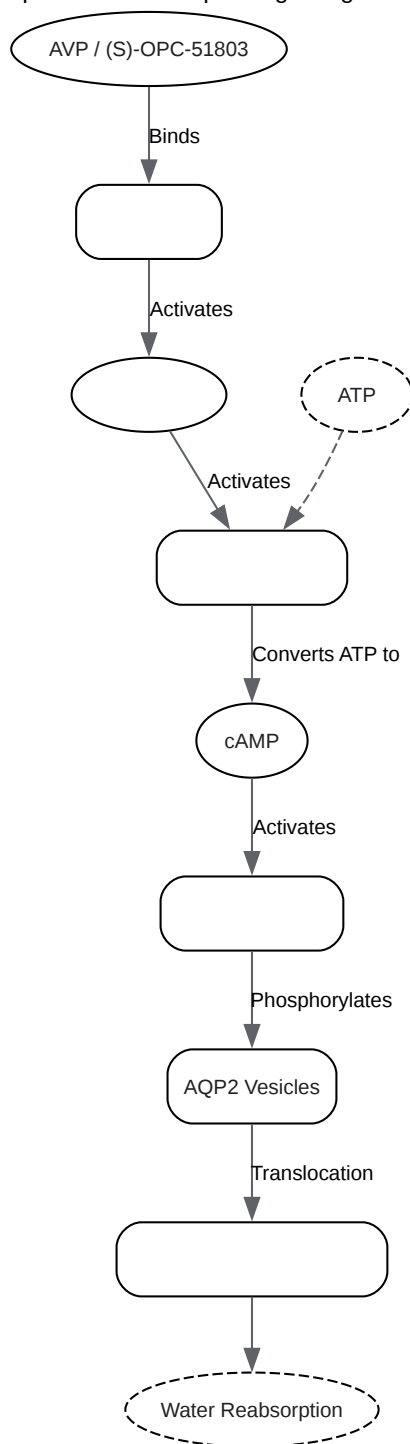 AVP / (S)-OPC-51803
Binds
Activates
ATP
Activates
Converts ATP to
cAMP
Activates
Phosphorylates
AQP2 Vesicles
Translocation
Water Reabsorption